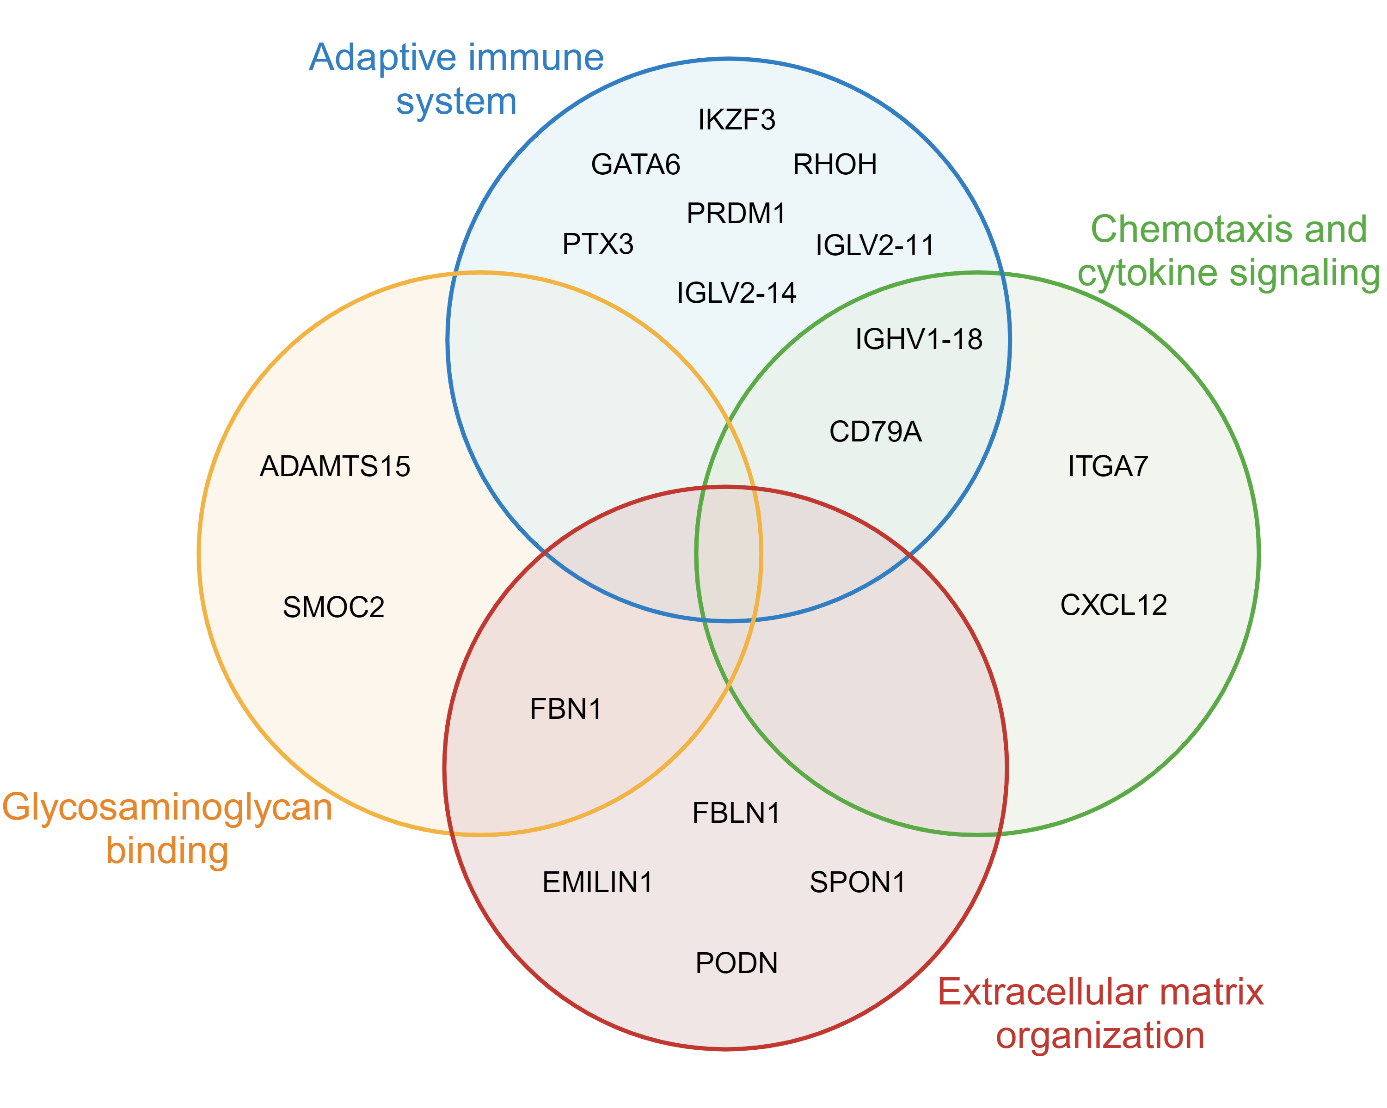 Adaptive immune
system
IKZF3
GATA6
RHOH
PRDM1
PTX3
IGLV2-11
IGLV2-14
Chemotaxis and
cytokine signaling
IGHV1-18
CD79A
ADAMTS15
ITGA7
SMOC2
CXCL12
FBN1
Glycosaminoglycan
binding
FBLN1
EMILIN1
SPON1
PODN
Extracellular matrix
organization